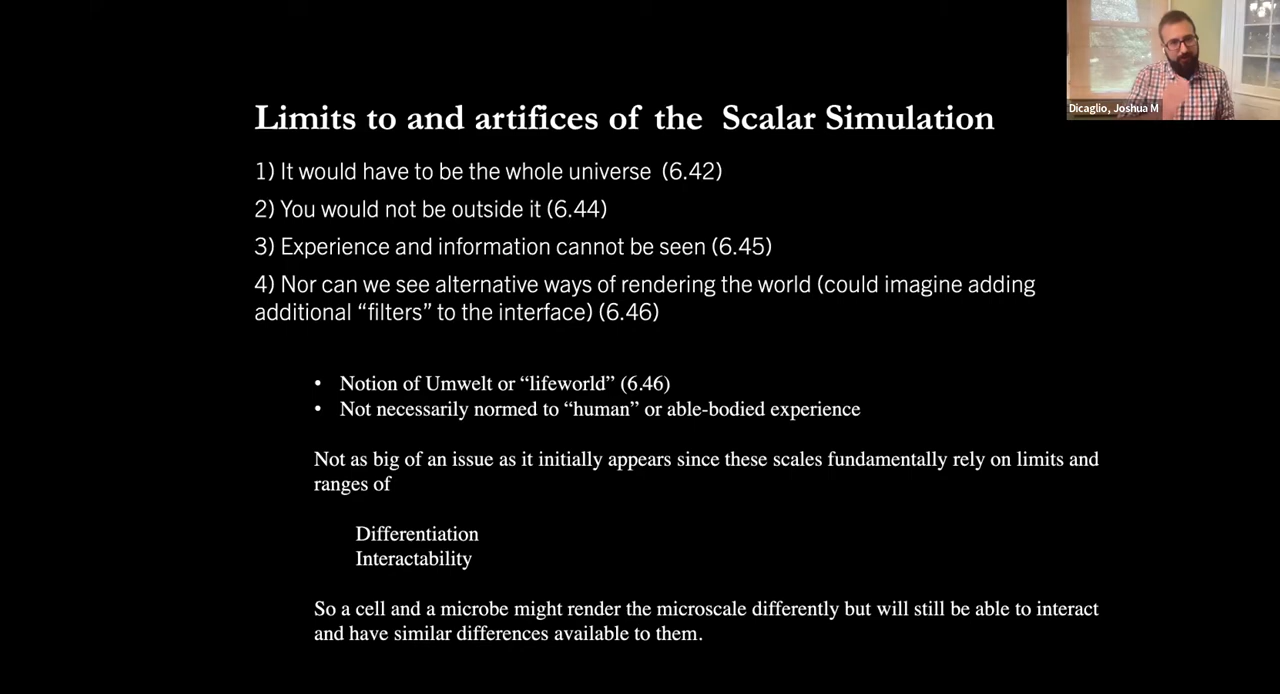 Dicaglio, Joshua M
Limits to and artifices of the Scalar Simulation
1) It would have to be the whole universe (6.42)
2) You would not be outside it (6.44)
3) Experience and information cannot be seen (6.45)
4) Nor can we see alternative ways of rendering the world (could imagine adding
additional “filters” to the interface) (6.46)
• Notion of Umwelt or “lifeworld” (6.46)
• Not necessarily normed to “human” or able-bodied experience
Not as big of an issue as it initially appears since these scales fundamentally rely on limits and
ranges of
Differentiation
Interactability
So a cell and a microbe might render the microscale differently but will still be able to interact
and have similar differences available to them.